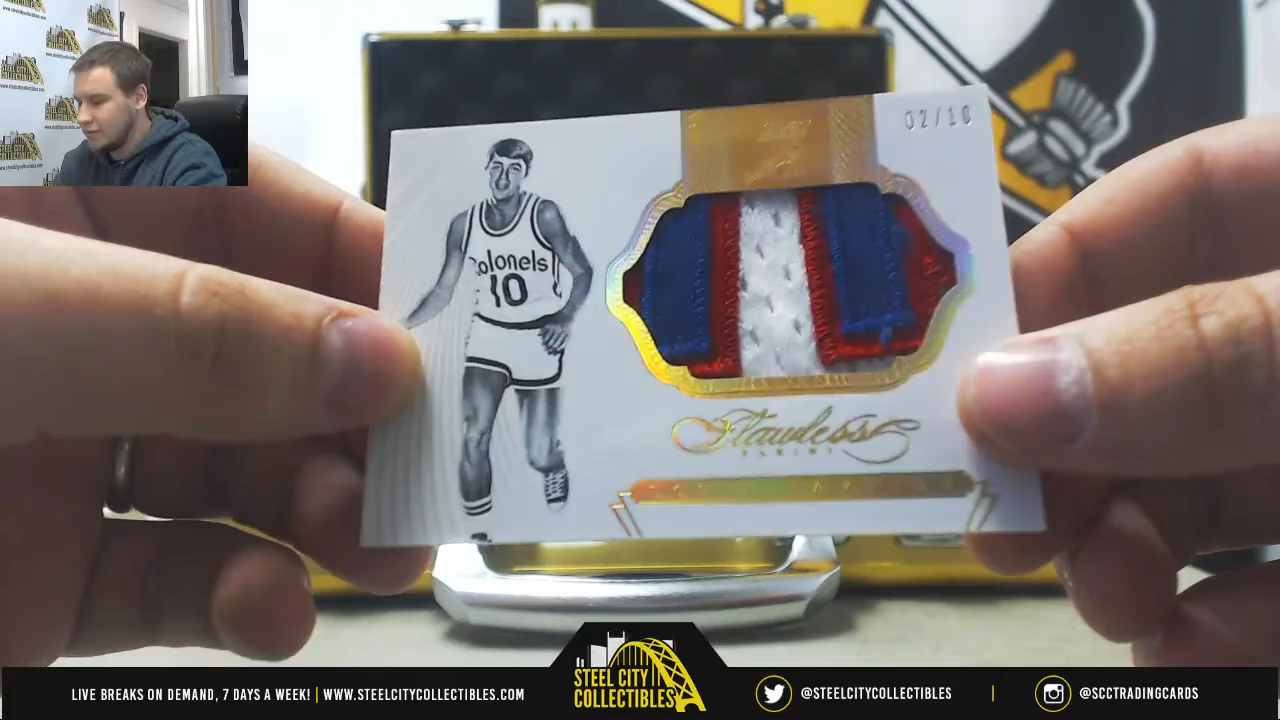 02/10
Colonels
10
Flawless
PANINI
STEEL CITY
COLLECTIBLES
LIVE BREAKS ON DEMAND, 7 DAYS A WEEK! | WWW.STEELCITYCOLLECTIBLES.COM
@STEELCITYCOLLECTIBLES
@SCCTRADINGCARDS